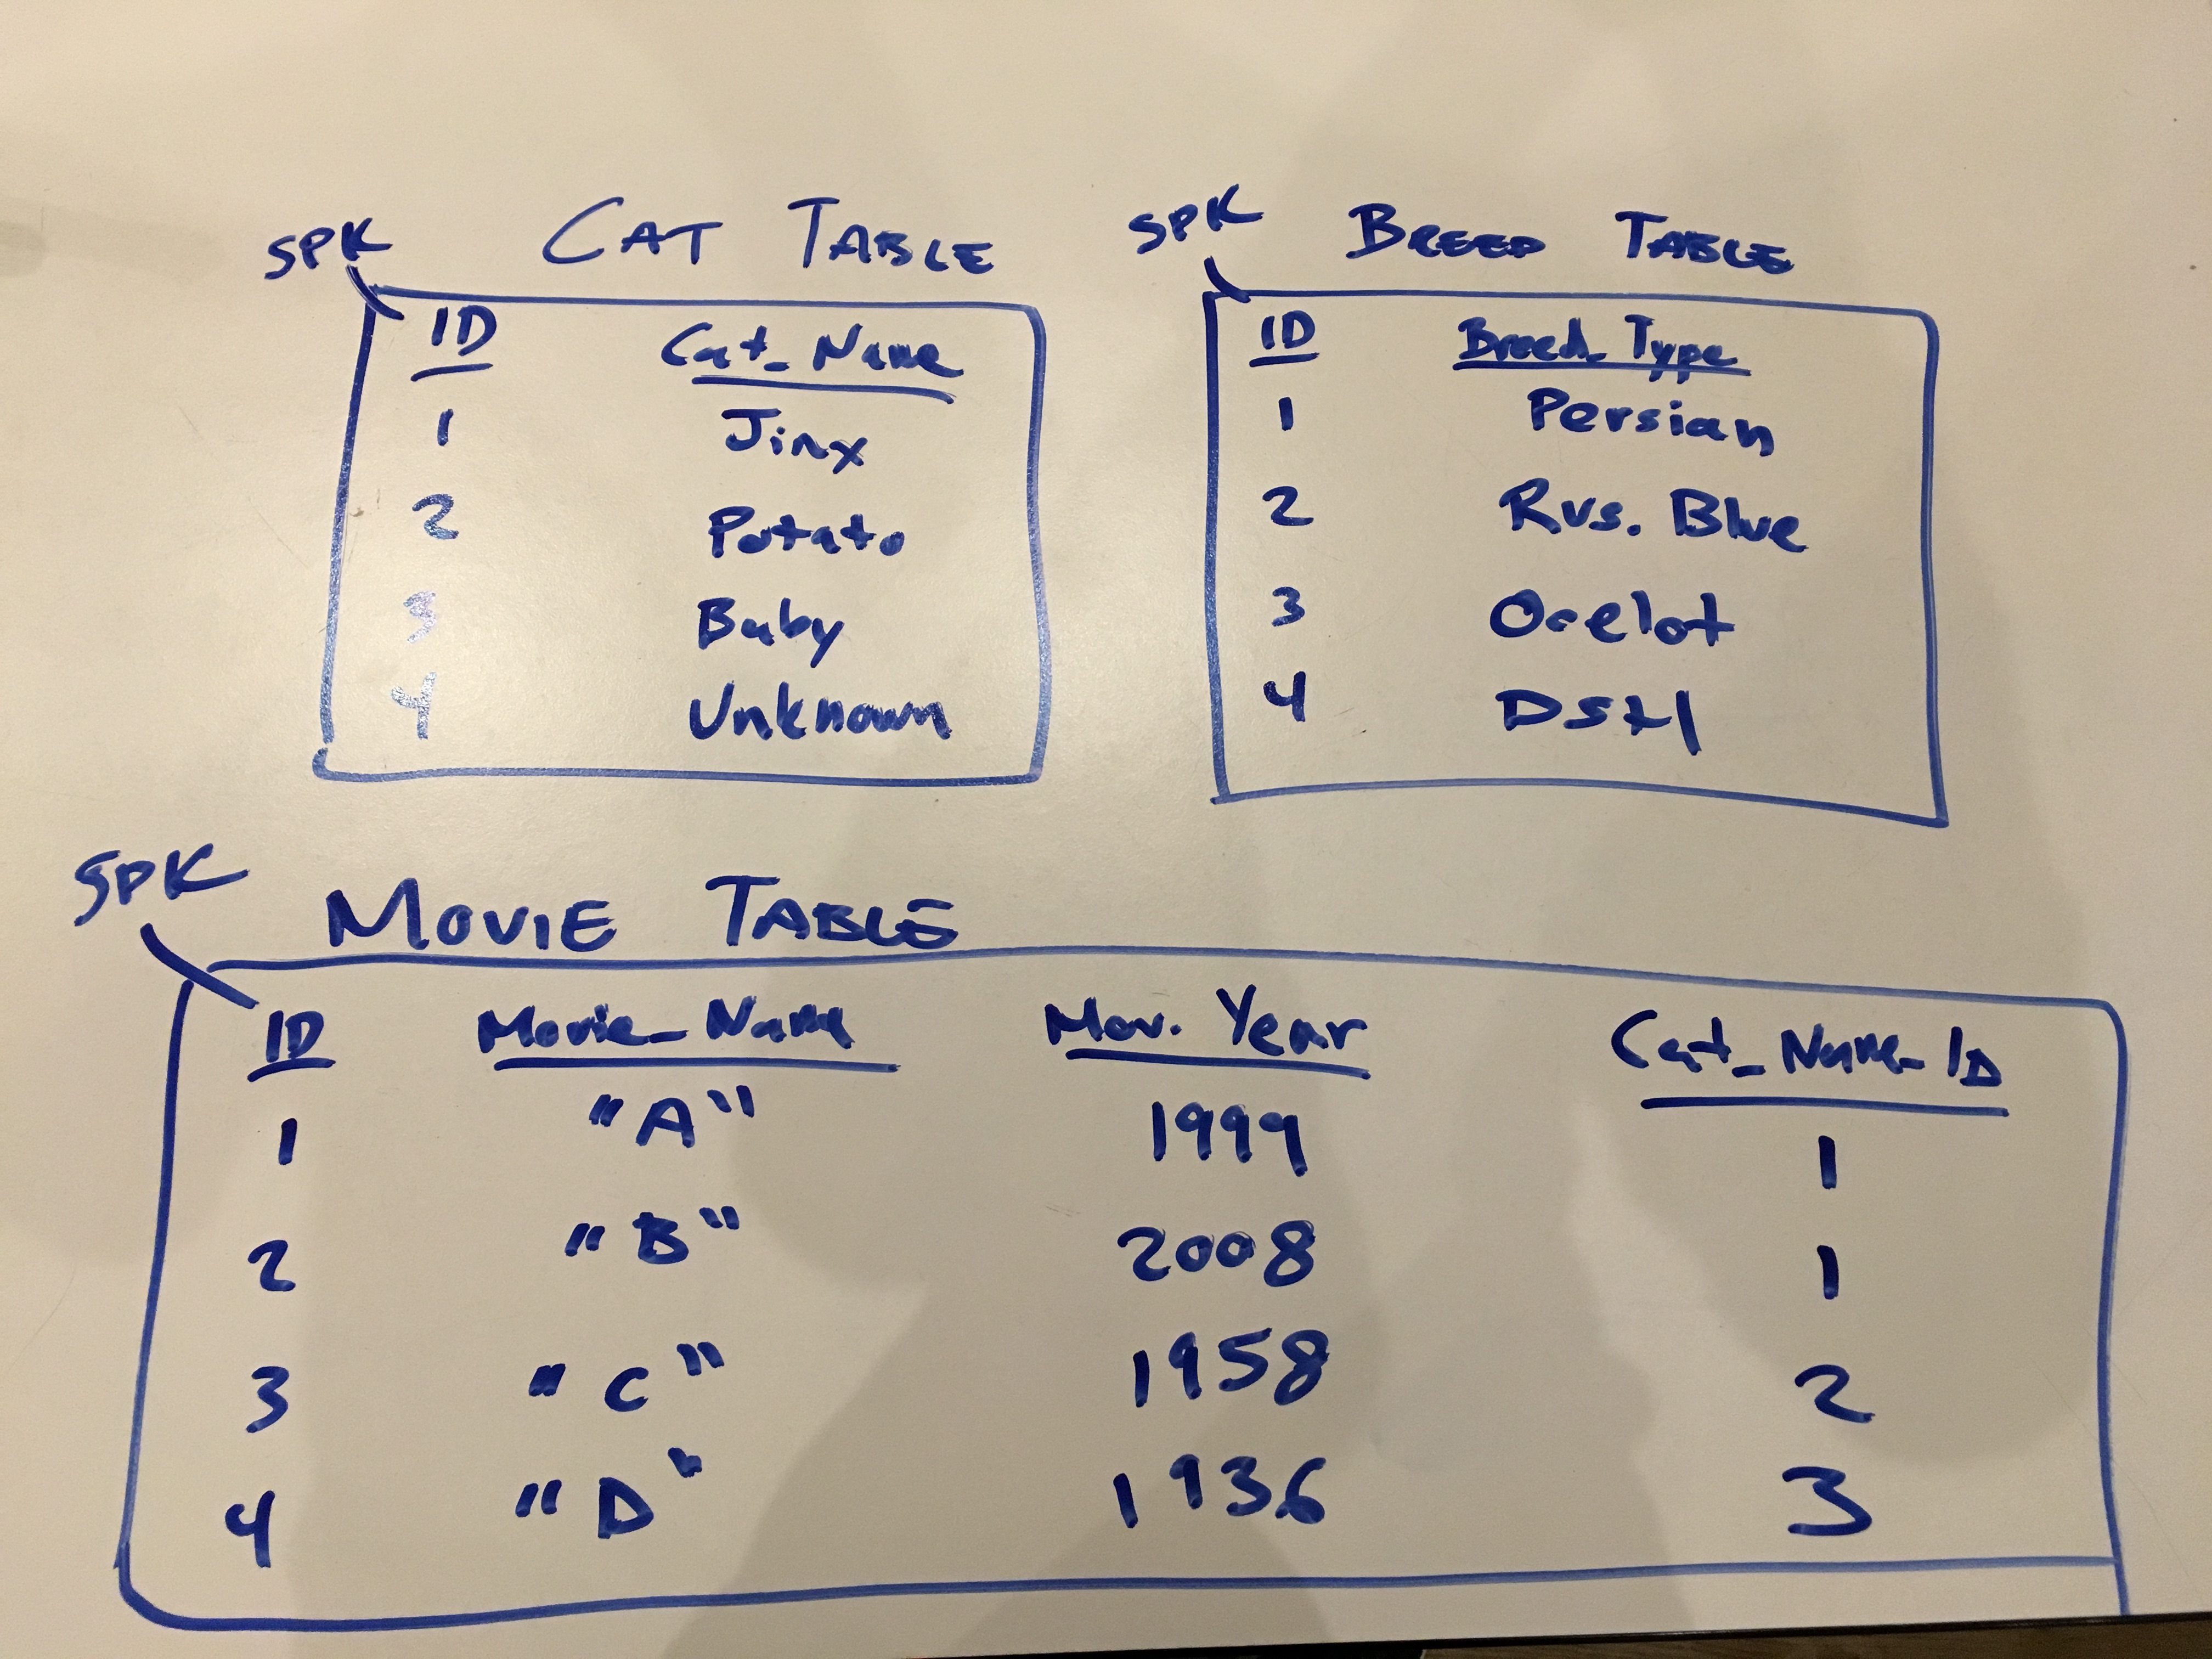 SPK CAT TABLE
ID Cat_Name
1 Jinx
2 Potato
3 Baby
4 Unknown
SPK BREED TABLE
ID Breed_Type
1 Persian
2 Rus. Blue
3 Ocelot
4 DSH
SPK MOVIE TABLE
ID Movie_Name Mov. Year Cat_Name_ID
1 "A" 1999 1
2 "B" 2008 1
3 "C" 1958 2
4 "D" 1936 3